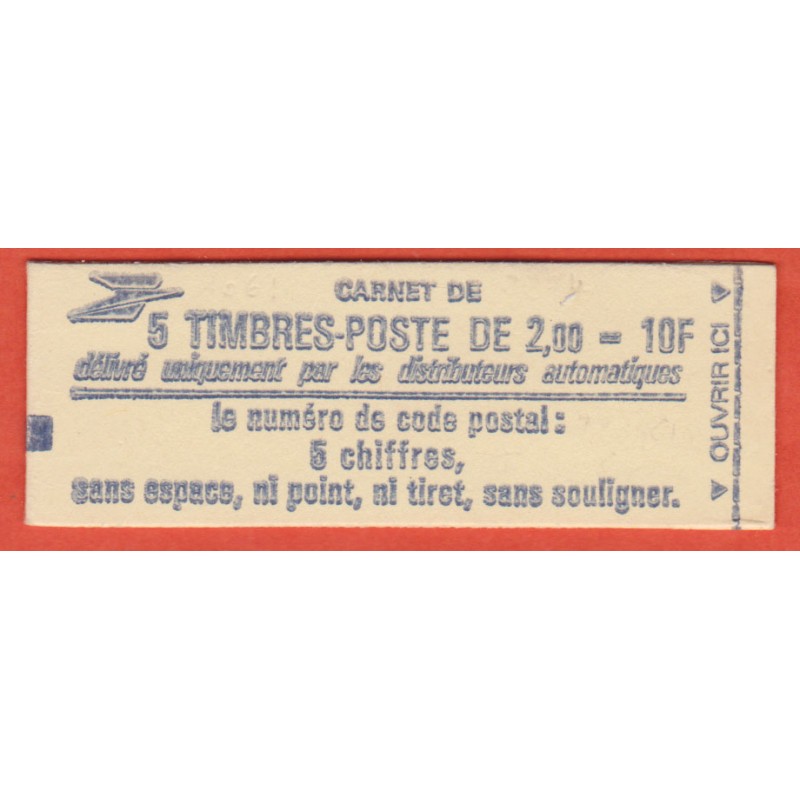 CARNET DE
5 TIMBRES-POSTE DE 2,00 = 10F
délivré uniquement par les distributeurs automatiques
le numéro de code postal:
5 chiffres,
sans espace, ni point, ni tiret, sans souligner.
OUVRIR ICI